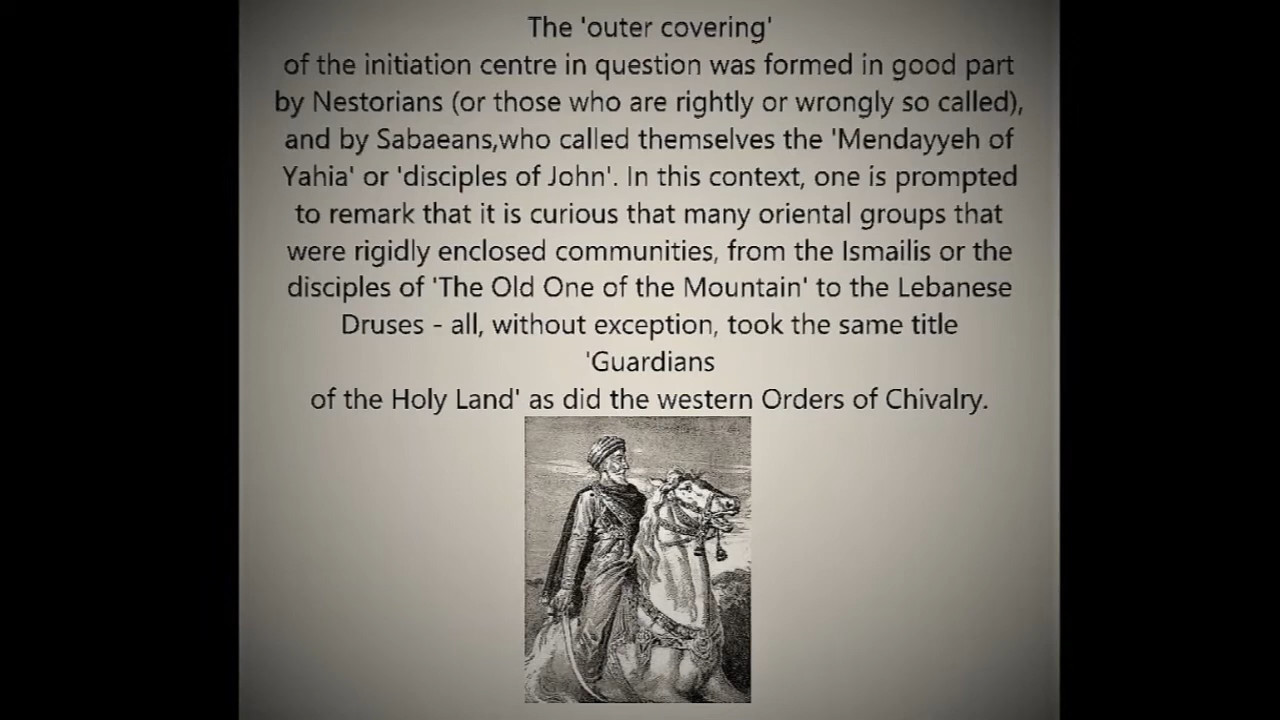 The 'outer covering'
of the initiation centre in question was formed in good part
by Nestorians (or those who are rightly or wrongly so called),
and by Sabaeans,who called themselves the 'Mendayyeh of
Yahia' or 'disciples of John'. In this context, one is prompted
to remark that it is curious that many oriental groups that
were rigidly enclosed communities, from the Ismailis or the
disciples of 'The Old One of the Mountain' to the Lebanese
Druses - all, without exception, took the same title
'Guardians
of the Holy Land' as did the western Orders of Chivalry.